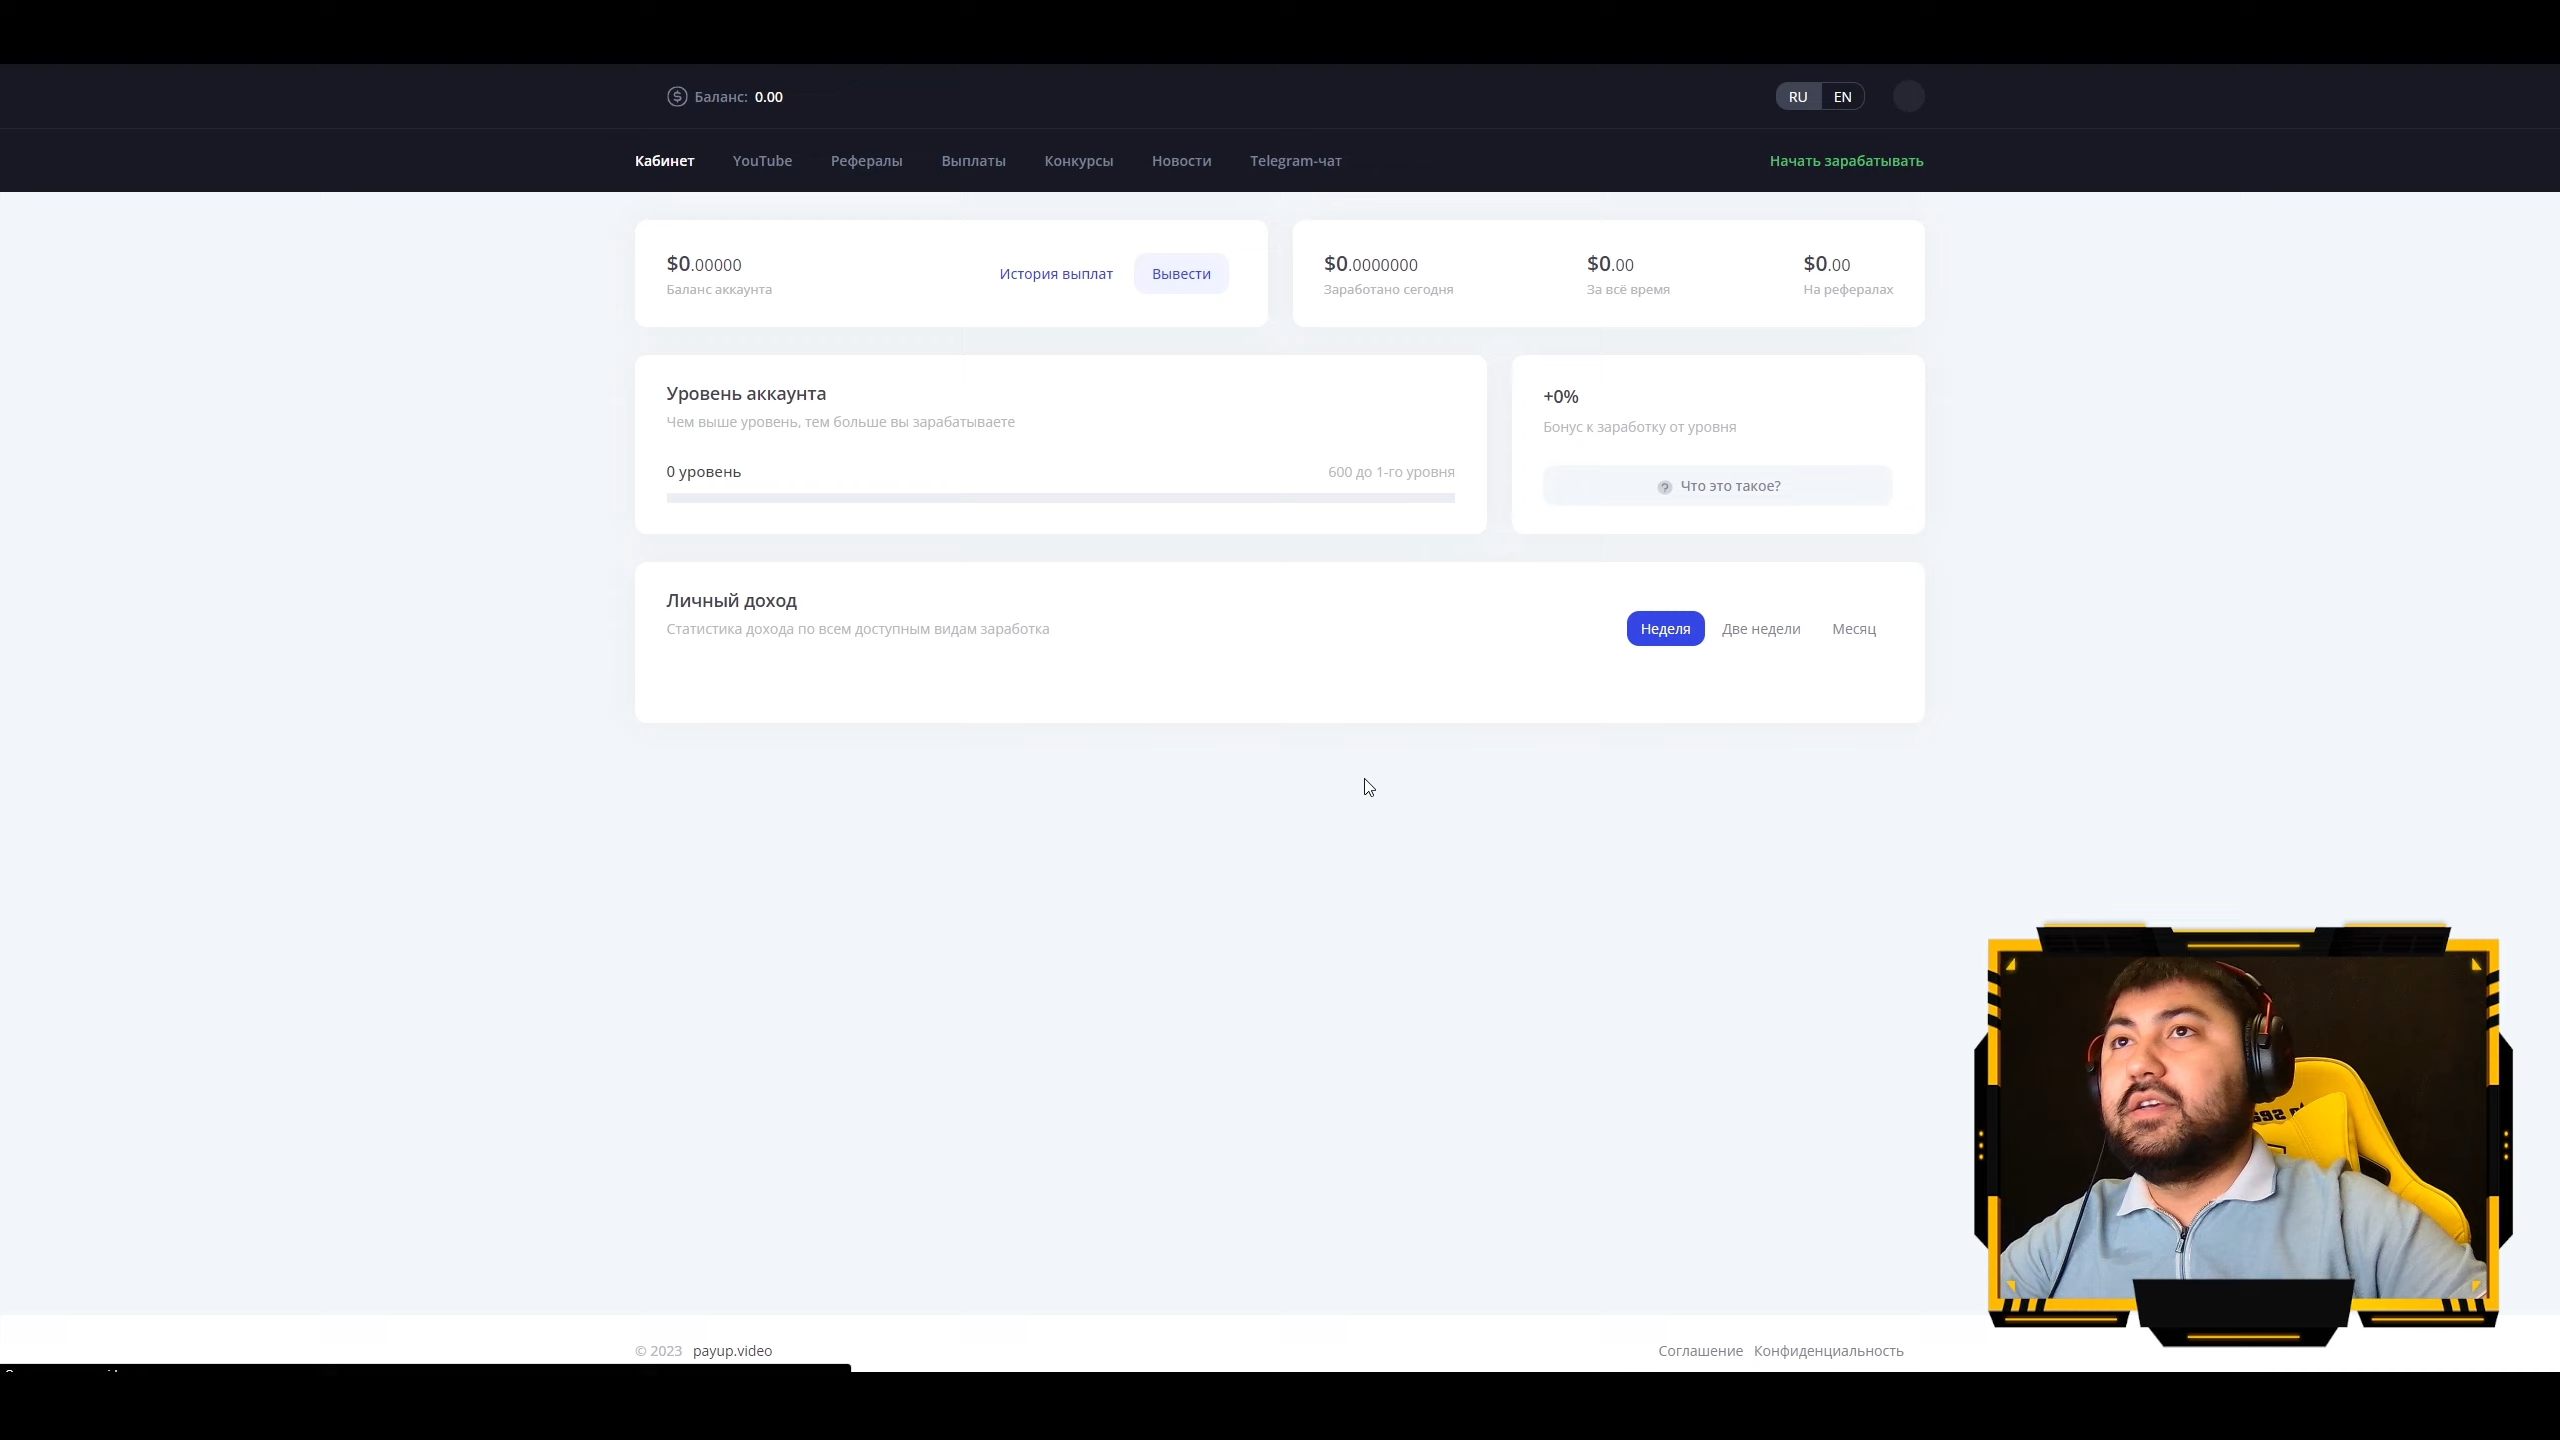 Баланс: 0.00
RU EN
Кабинет YouTube Рефералы Выплаты Конкурсы Новости Telegram-чат Начать зарабатывать
$0.00000
Баланс аккаунта
История выплат Вывести
$0.0000000
Заработано сегодня
$0.00
За всё время
$0.00
На рефералах
Уровень аккаунта
Чем выше уровень, тем больше вы зарабатываете
0 уровень 600 до 1-го уровня
+0%
Бонус к заработку от уровня
? Что это такое?
Личный доход
Статистика дохода по всем доступным видам заработка
Неделя Две недели Месяц
© 2023 payup.video
Соглашение Конфиденциальность